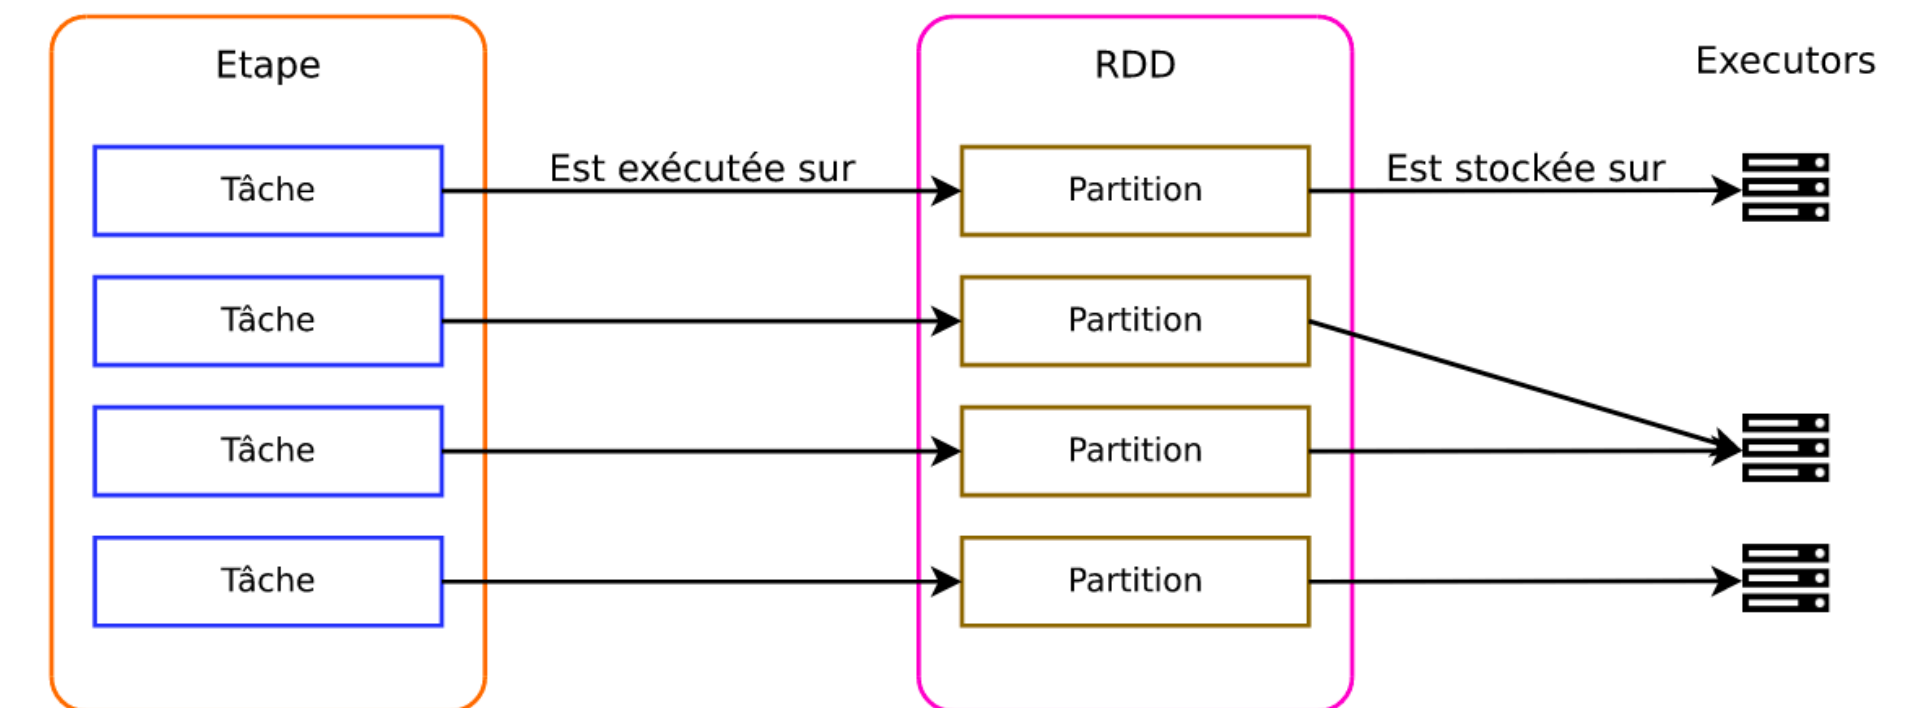 Etape
RDD
Executors
Tâche
Est exécutée sur
Partition
Est stockée sur
Tâche
Partition
Tâche
Partition
Tâche
Partition